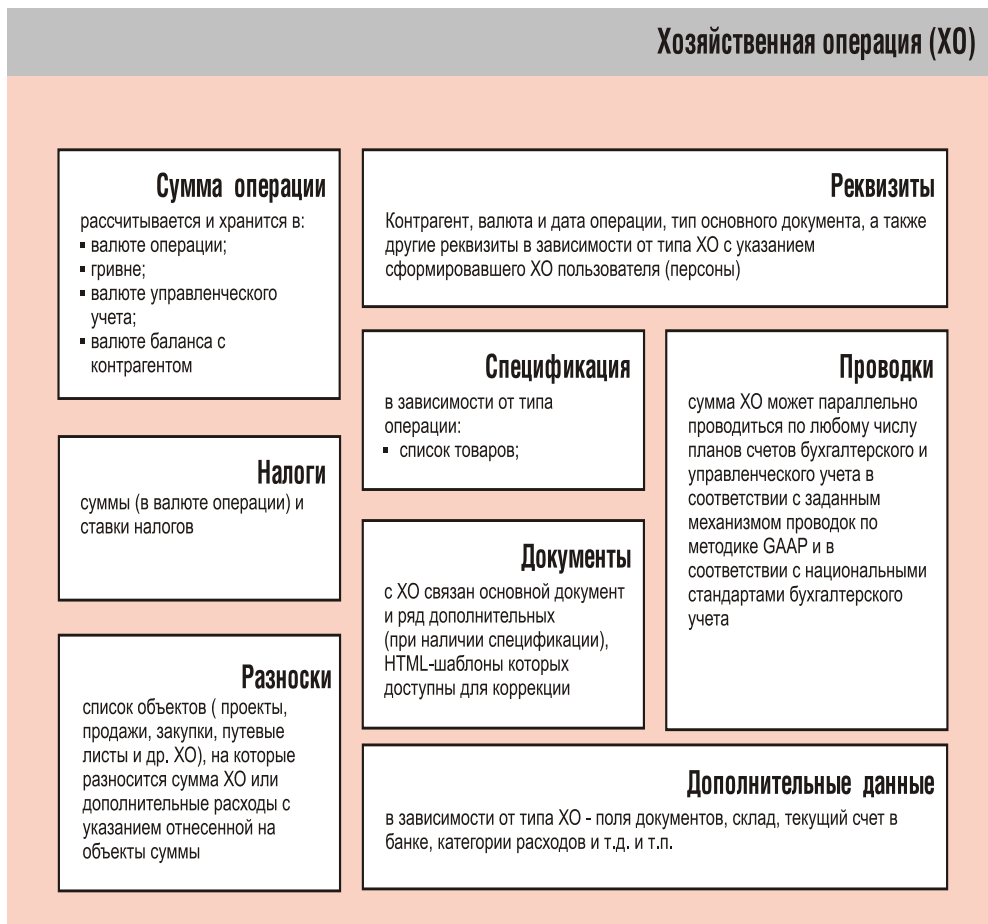 Хозяйственная операция (ХО)
Сумма операции
рассчитывается и хранится в:
▪ валюте операции;
▪ гривне;
▪ валюте управленческого
учета;
▪ валюте баланса с
контрагентом
Реквизиты
Контрагент, валюта и дата операции, тип основного документа, а также
другие реквизиты в зависимости от типа ХО с указанием
сформировавшего ХО пользователя (персоны)
Спецификация
в зависимости от типа
операции:
▪ список товаров;
Проводки
сумма ХО может параллельно
проводиться по любому числу
планов счетов бухгалтерского и
управленческого учета в
соответствии с заданным
механизмом проводок по
методике GAAP и в
соответствии с национальными
стандартами бухгалтерского
учета
Налоги
суммы (в валюте операции) и
ставки налогов
Документы
с ХО связан основной документ
и ряд дополнительных
(при наличии спецификации),
HTML-шаблоны которых
доступны для коррекции
Разноски
список объектов ( проекты,
продажи, закупки, путевые
листы и др. ХО), на которые
разносится сумма ХО или
дополнительные расходы с
указанием отнесенной на
объекты суммы
Дополнительные данные
в зависимости от типа ХО - поля документов, склад, текущий счет в
банке, категории расходов и т.д. и т.п.